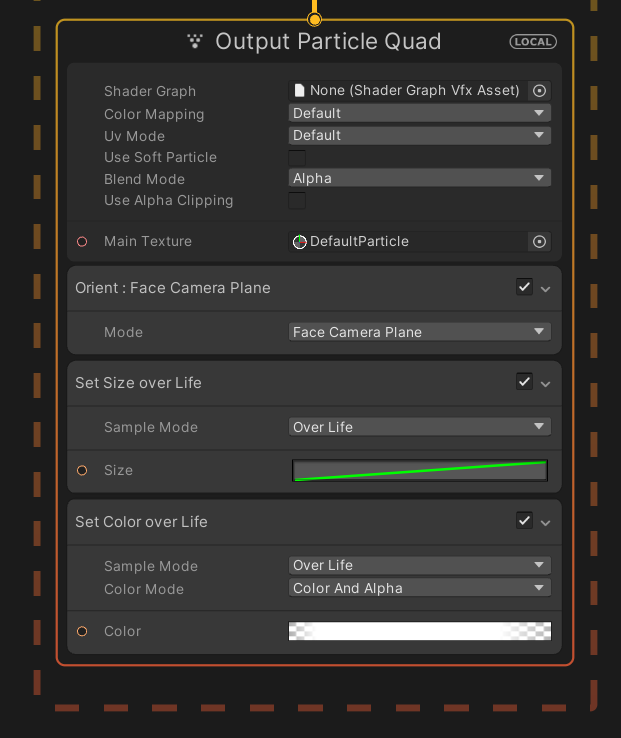 Output Particle Quad LOCAL
Shader Graph None (Shader Graph Vfx Asset)
Color Mapping Default
Uv Mode Default
Use Soft Particle
Blend Mode Alpha
Use Alpha Clipping
Main Texture DefaultParticle
Orient : Face Camera Plane
Mode Face Camera Plane
Set Size over Life
Sample Mode Over Life
Size
Set Color over Life
Sample Mode Over Life
Color Mode Color And Alpha
Color